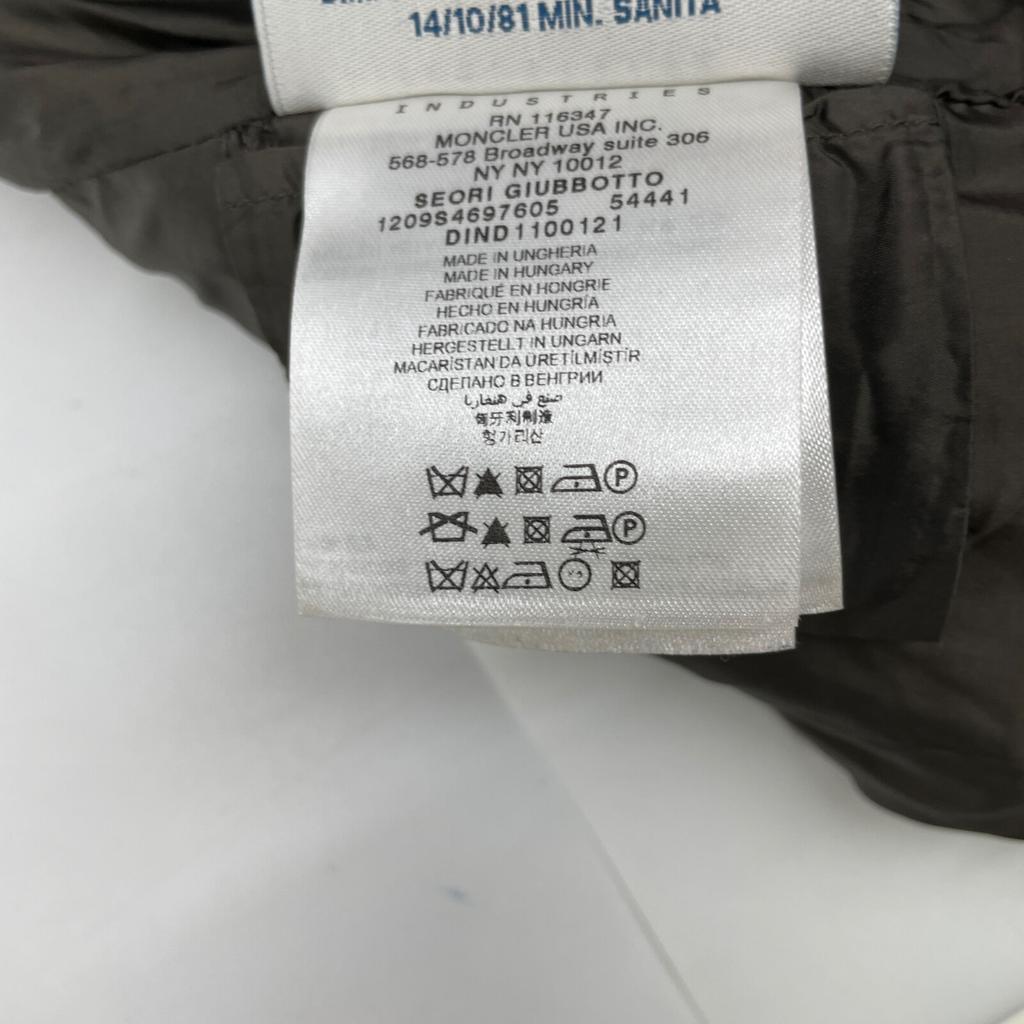 14/10/81 MIN. SANITÀ
INDUSTRIES
RN 116347
MONCLER USA INC.
568-578 Broadway suite 306
NY NY 10012
SEORI GIUBBOTTO
1209S4697605 54441
DIND1100121
MADE IN UNGHERIA
MADE IN HUNGARY
FABRIQUÉ EN HONGRIE
HECHO EN HUNGRÍA
FABRICADO NA HUNGRIA
HERGESTELLT IN UNGARN
MACARİSTAN'DA ÜRETİLMİŞTİR
СДЕЛАНО В ВЕНГРИИ
صنع في هنغاريا
匈牙利制造
헝가리산
P
P